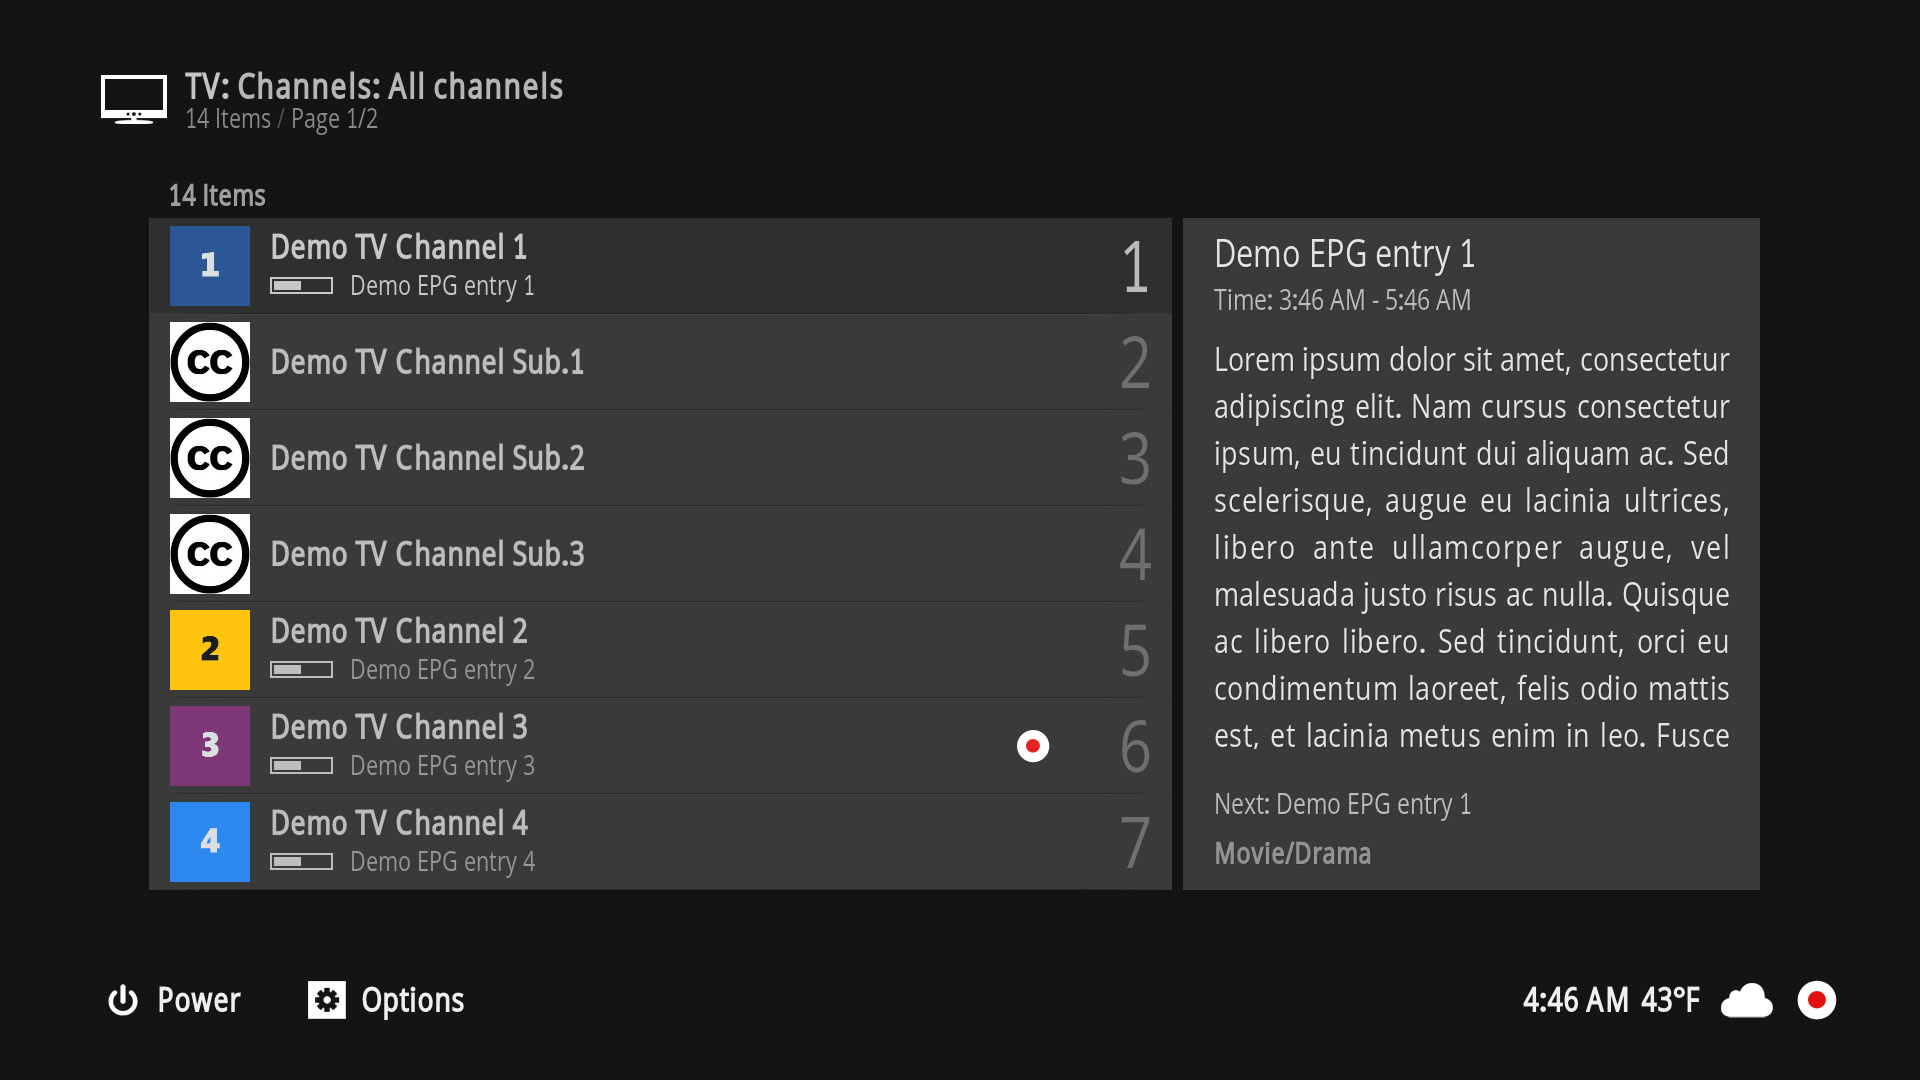 TV: Channels: All channels
14 Items / Page 1/2
14 Items
1
Demo TV Channel 1
Demo EPG entry 1
1
CC
Demo TV Channel Sub.1
2
CC
Demo TV Channel Sub.2
3
CC
Demo TV Channel Sub.3
4
2
Demo TV Channel 2
Demo EPG entry 2
5
3
Demo TV Channel 3
Demo EPG entry 3
6
4
Demo TV Channel 4
Demo EPG entry 4
7
Demo EPG entry 1
Time: 3:46 AM - 5:46 AM
Lorem ipsum dolor sit amet, consectetur
adipiscing elit. Nam cursus consectetur
ipsum, eu tincidunt dui aliquam ac. Sed
scelerisque, augue eu lacinia ultrices,
libero ante ullamcorper augue, vel
malesuada justo risus ac nulla. Quisque
ac libero libero. Sed tincidunt, orci eu
condimentum laoreet, felis odio mattis
est, et lacinia metus enim in leo. Fusce
Next: Demo EPG entry 1
Movie/Drama
Power
Options
4:46 AM 43°F